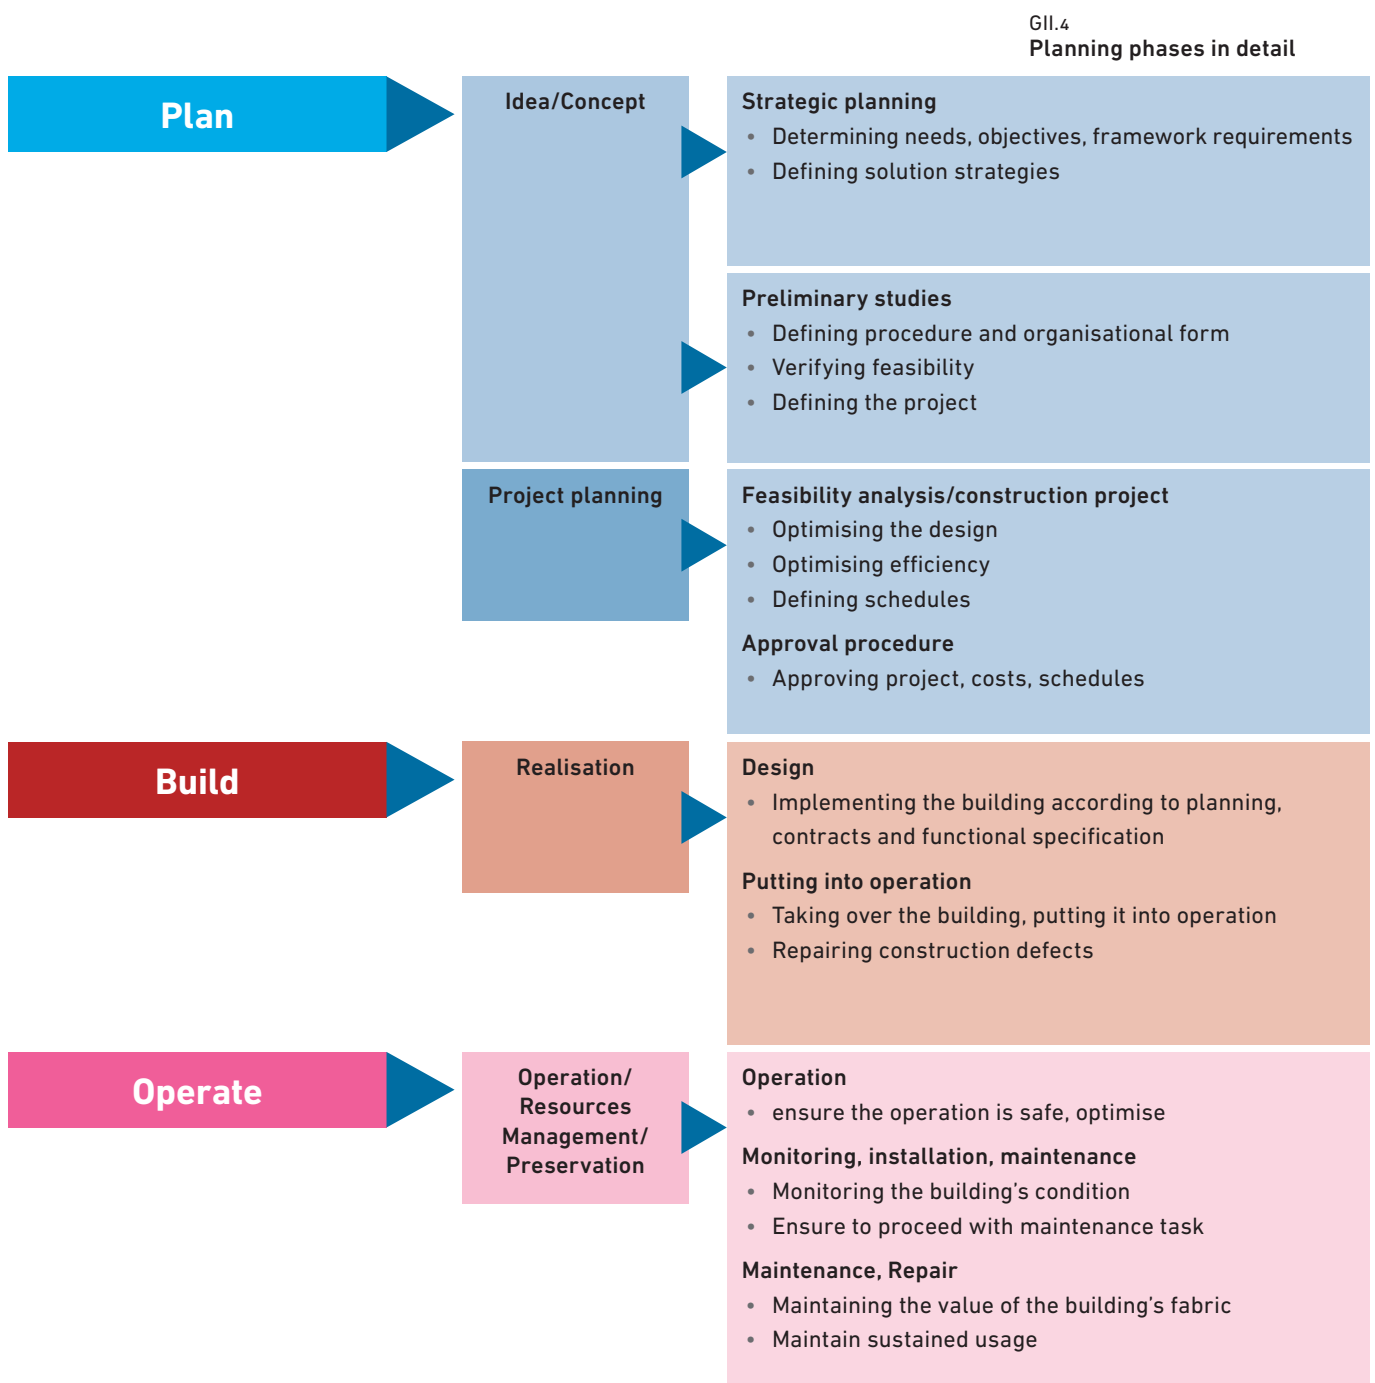 GII.4
Planning phases in detail
Plan
Idea/Concept
Strategic planning
• Determining needs, objectives, framework requirements
• Defining solution strategies
Preliminary studies
• Defining procedure and organisational form
• Verifying feasibility
• Defining the project
Project planning
Feasibility analysis/construction project
• Optimising the design
• Optimising efficiency
• Defining schedules
Approval procedure
• Approving project, costs, schedules
Build
Realisation
Design
• Implementing the building according to planning,
contracts and functional specification
Putting into operation
• Taking over the building, putting it into operation
• Repairing construction defects
Operate
Operation/
Resources
Management/
Preservation
Operation
• ensure the operation is safe, optimise
Monitoring, installation, maintenance
• Monitoring the building’s condition
• Ensure to proceed with maintenance task
Maintenance, Repair
• Maintaining the value of the building’s fabric
• Maintain sustained usage